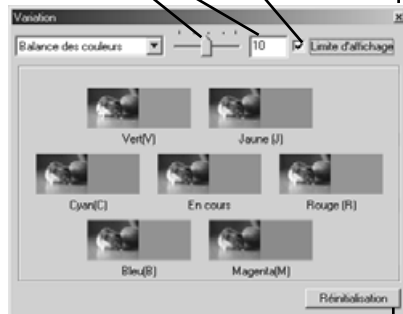 Variation
Balance des couleurs 10 Limite d'affichage
Vert(V) Jaune (J)
Cyan(C) En cours Rouge (R)
Bleu(B) Magenta(M)
Réinitialisation